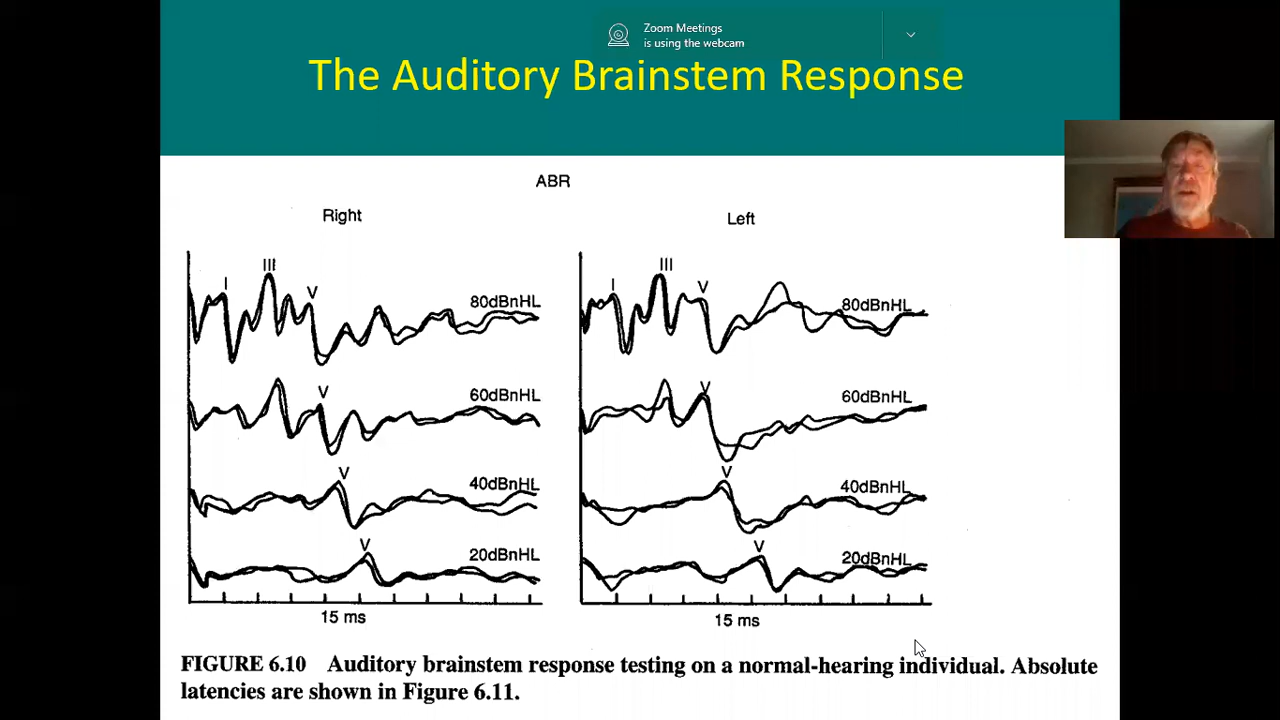 Zoom Meetings
is using the webcam
The Auditory Brainstem Response
ABR
Right
Left
I
III
V
80dBnHL
I
III
V
80dBnHL
V
60dBnHL
V
60dBnHL
V
40dBnHL
V
40dBnHL
V
20dBnHL
V
20dBnHL
15 ms
15 ms
FIGURE 6.10 Auditory brainstem response testing on a normal-hearing individual. Absolute
latencies are shown in Figure 6.11.